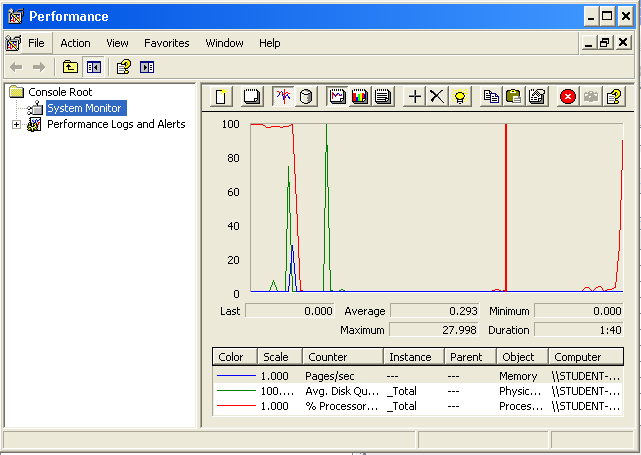 Performance
File Action View Favorites Window Help
Console Root
System Monitor
Performance Logs and Alerts
100
80
60
40
20
0
Last 0.000 Average 0.293 Minimum 0.000
Maximum 27.998 Duration 1:40
Color Scale Counter Instance Parent Object Computer
1.000 Pages/sec --- --- Memory \\STUDENT-...
100.... Avg. Disk Qu... _Total --- Physic... \\STUDENT-...
1.000 % Processor... _Total --- Proces... \\STUDENT-...